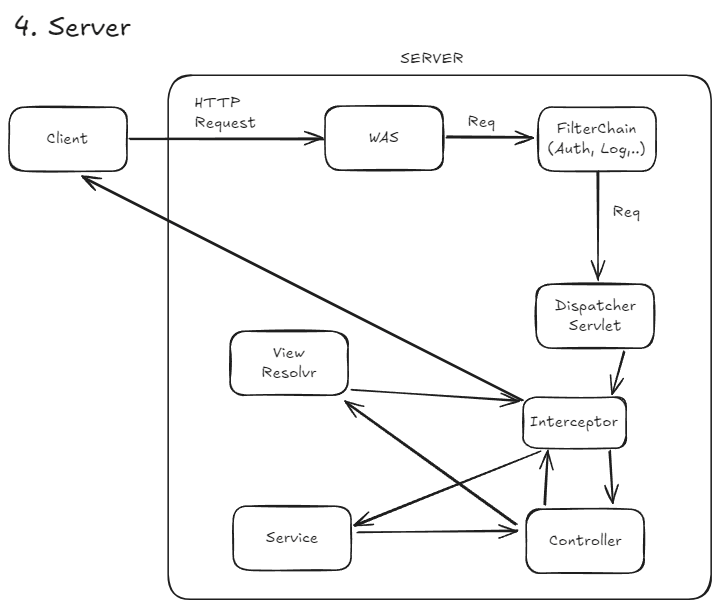 4. Server
SERVER
HTTP
Request
Client
WAS
Req
FilterChain
(Auth, Log,..)
Req
Dispatcher
Servlet
View
Resolvr
Interceptor
Service
Controller